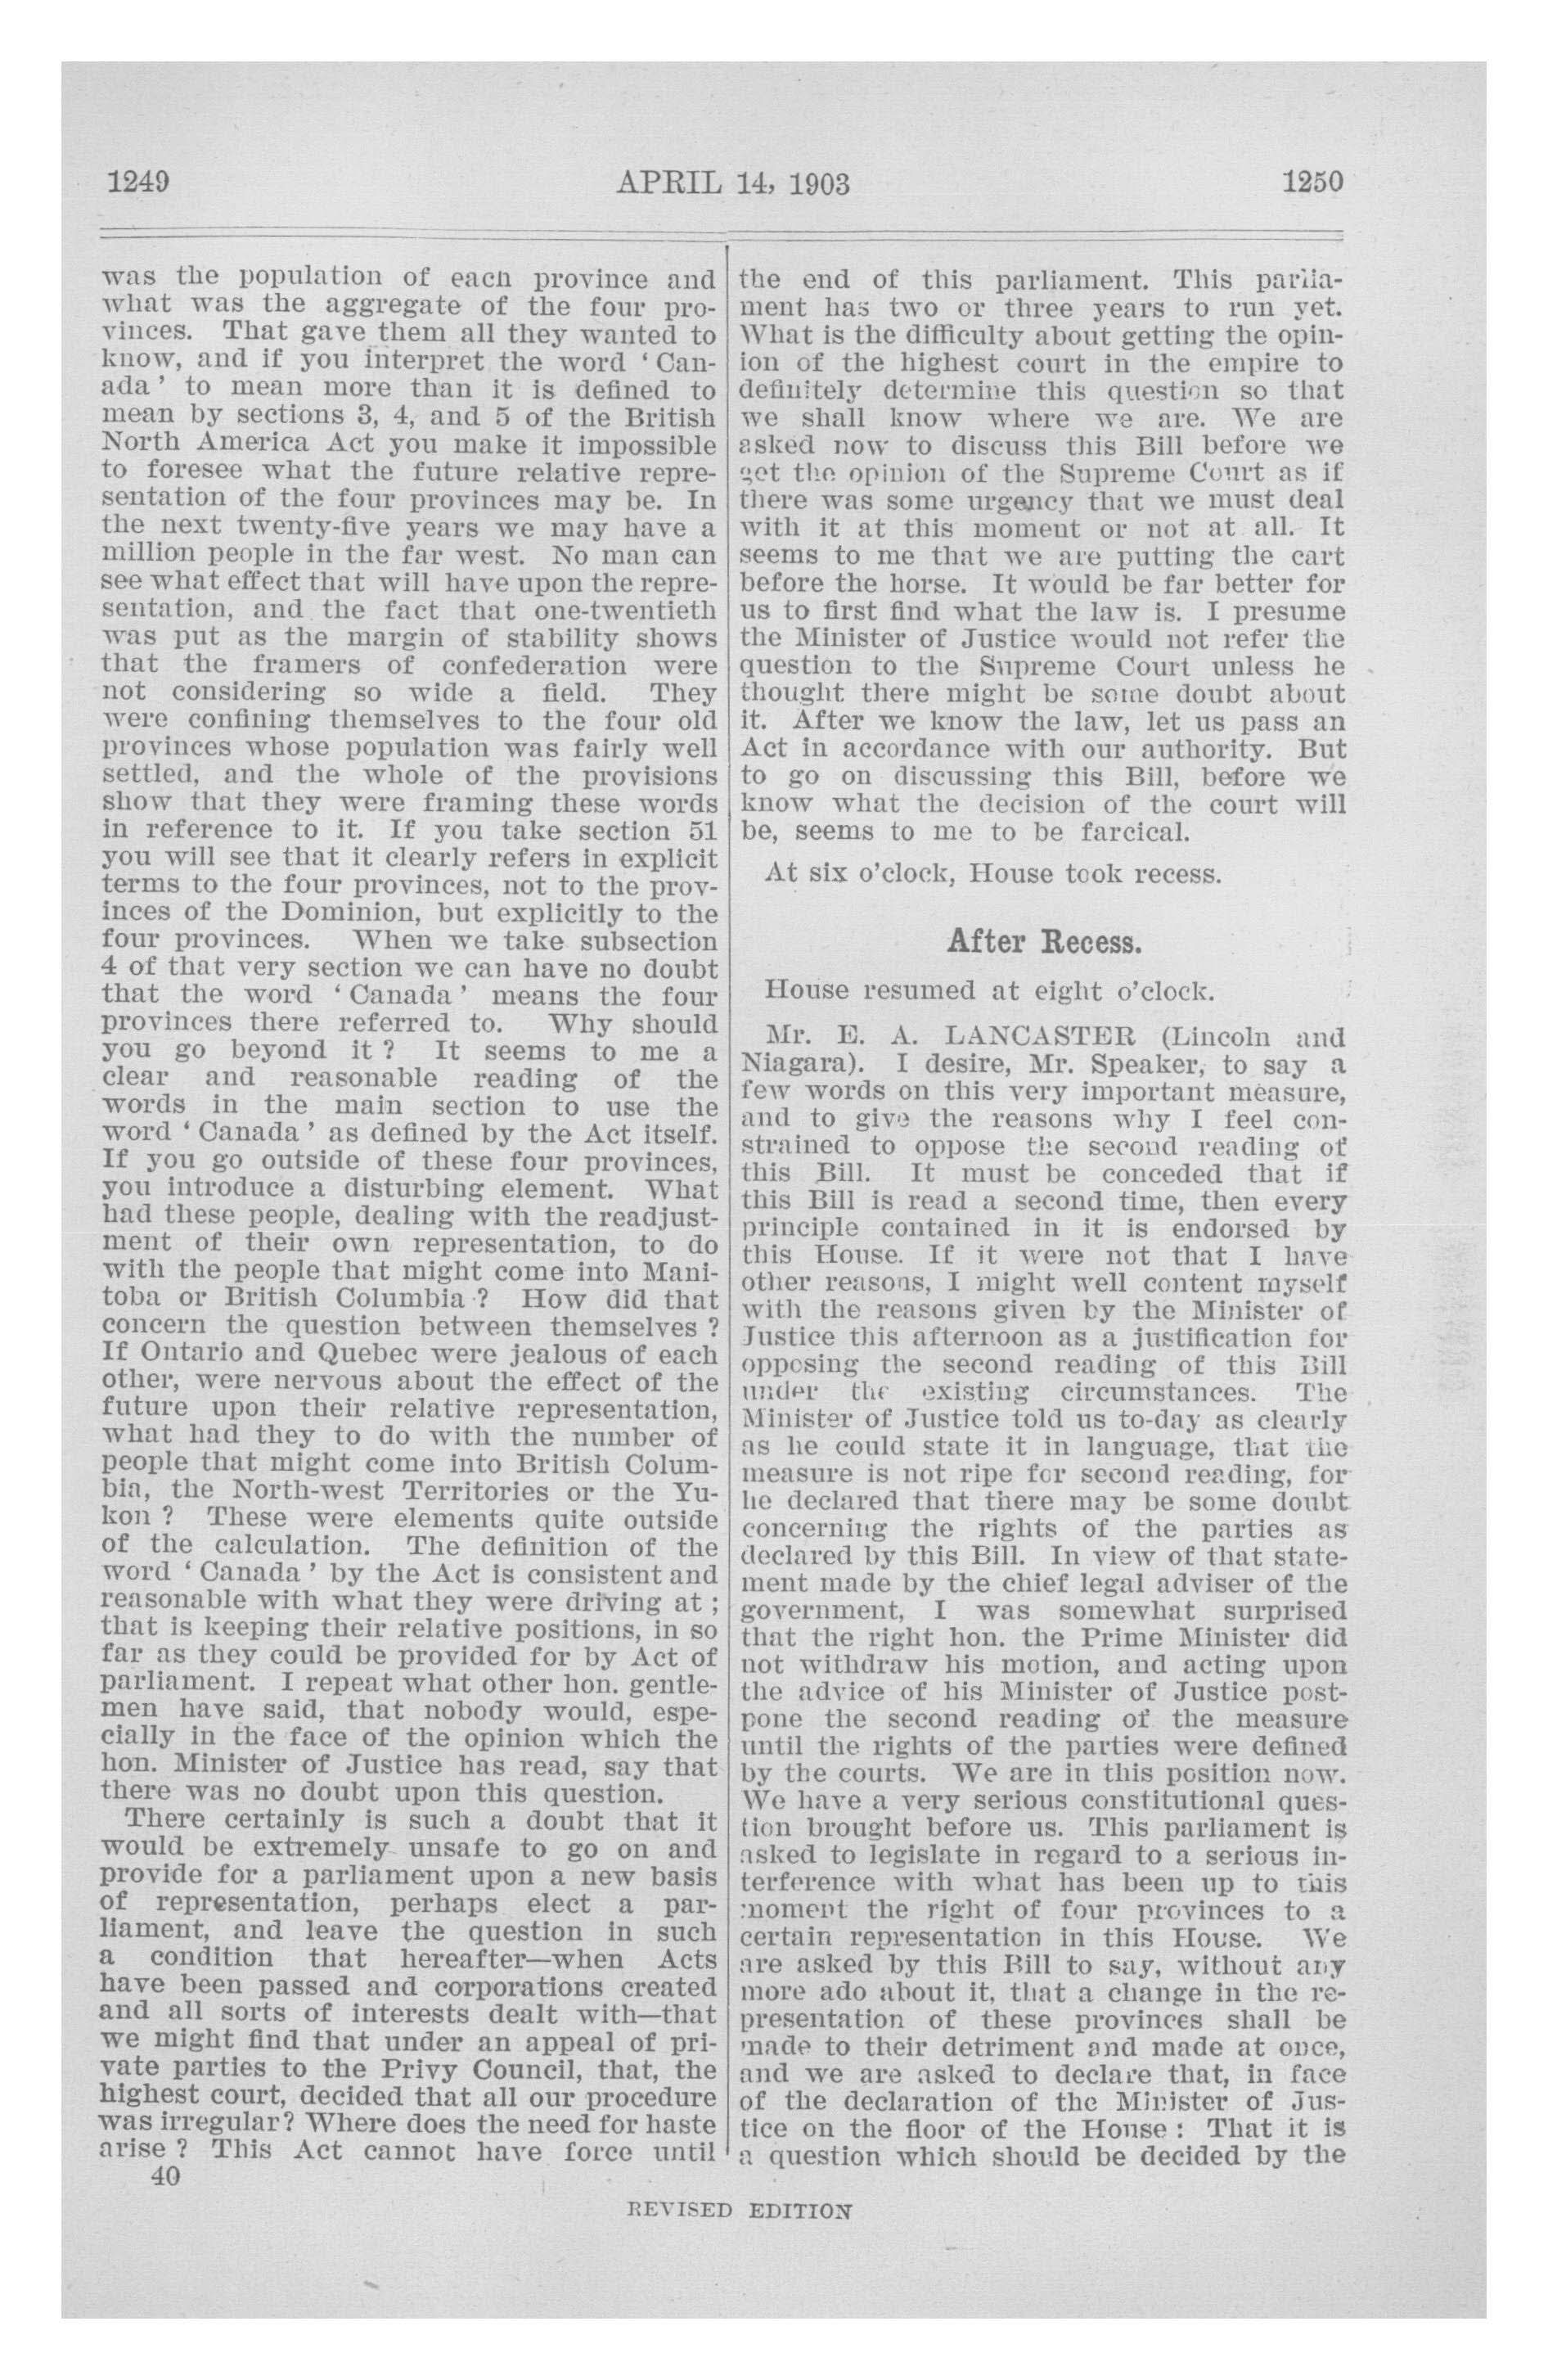 1249
APRIL 14, 1903
1250
was the population of each province and
what was the aggregate of the four pro-
vinces. That gave them all they wanted to
know, and if you interpret the word ‘ Can-
ada ’ to mean more than it is defined to
mean by sections 3, 4, and 5 of the British
North America Act you make it impossible
to foresee what the future relative repre-
sentation of the four provinces may be. In
the next twenty-five years we may have a
million people in the far west. No man can
see what effect that will have upon the repre-
sentation, and the fact that one-twentieth
was put as the margin of stability shows
that the framers of confederation were
not considering so wide a field. They
were confining themselves to the four old
provinces whose population was fairly well
settled, and the whole of the provisions
show that they were framing these words
in reference to it. If you take section 51
you will see that it clearly refers in explicit
terms to the four provinces, not to the prov-
inces of the Dominion, but explicitly to the
four provinces. When we take subsection
4 of that very section we can have no doubt
that the word ‘ Canada ’ means the four
provinces there referred to. Why should
you go beyond it ? It seems to me a
clear and reasonable reading of the
words in the main section to use the
word ‘ Canada ’ as defined by the Act itself.
If you go outside of these four provinces,
you introduce a disturbing element. What
had these people, dealing with the readjust-
ment of their own representation, to do
with the people that might come into Mani-
toba or British Columbia ? How did that
concern the question between themselves ?
If Ontario and Quebec were jealous of each
other, were nervous about the effect of the
future upon their relative representation,
what had they to do with the number of
people that might come into British Colum-
bia, the North-west Territories or the Yu-
kon ? These were elements quite outside
of the calculation. The definition of the
word ‘ Canada ’ by the Act is consistent and
reasonable with what they were driving at ;
that is keeping their relative positions, in so
far as they could be provided for by Act of
parliament. I repeat what other hon. gentle-
men have said, that nobody would, espe-
cially in the face of the opinion which the
hon. Minister of Justice has read, say that
there was no doubt upon this question.
There certainly is such a doubt that it
would be extremely unsafe to go on and
provide for a parliament upon a new basis
of representation, perhaps elect a par-
liament, and leave the question in such
a condition that hereafter—when Acts
have been passed and corporations created
and all sorts of interests dealt with—that
we might find that under an appeal of pri-
vate parties to the Privy Council, that, the
highest court, decided that all our procedure
was irregular? Where does the need for haste
arise ? This Act cannot have force until
40
the end of this parliament. This parlia-
ment has two or three years to run yet.
What is the difficulty about getting the opin-
ion of the highest court in the empire to
definitely determine this question so that
we shall know where we are. We are
asked now to discuss this Bill before we
get the opinion of the Supreme Court as if
there was some urgency that we must deal
with it at this moment or not at all. It
seems to me that we are putting the cart
before the horse. It would be far better for
us to first find what the law is. I presume
the Minister of Justice would not refer the
question to the Supreme Court unless he
thought there might be some doubt about
it. After we know the law, let us pass an
Act in accordance with our authority. But
to go on discussing this Bill, before we
know what the decision of the court will
be, seems to me to be farcical.
At six o’clock, House took recess.
After Recess.
House resumed at eight o’clock.
Mr. E. A. LANCASTER (Lincoln and
Niagara). I desire, Mr. Speaker, to say a
few words on this very important measure,
and to give the reasons why I feel con-
strained to oppose the second reading of
this Bill. It must be conceded that if
this Bill is read a second time, then every
principle contained in it is endorsed by
this House. If it were not that I have
other reasons, I might well content myself
with the reasons given by the Minister of
Justice this afternoon as a justification for
opposing the second reading of this Bill
under the existing circumstances. The
Minister of Justice told us to-day as clearly
as he could state it in language, that the
measure is not ripe for second reading, for
he declared that there may be some doubt
concerning the rights of the parties as
declared by this Bill. In view of that state-
ment made by the chief legal adviser of the
government, I was somewhat surprised
that the right hon. the Prime Minister did
not withdraw his motion, and acting upon
the advice of his Minister of Justice post-
pone the second reading of the measure
until the rights of the parties were defined
by the courts. We are in this position now.
We have a very serious constitutional ques-
tion brought before us. This parliament is
asked to legislate in regard to a serious in-
terference with what has been up to this
moment the right of four provinces to a
certain representation in this House. We
are asked by this Bill to say, without any
more ado about it, that a change in the re-
presentation of these provinces shall be
made to their detriment and made at once,
and we are asked to declare that, in face
of the declaration of the Minister of Jus-
tice on the floor of the House : That it is
a question which should be decided by the
REVISED EDITION